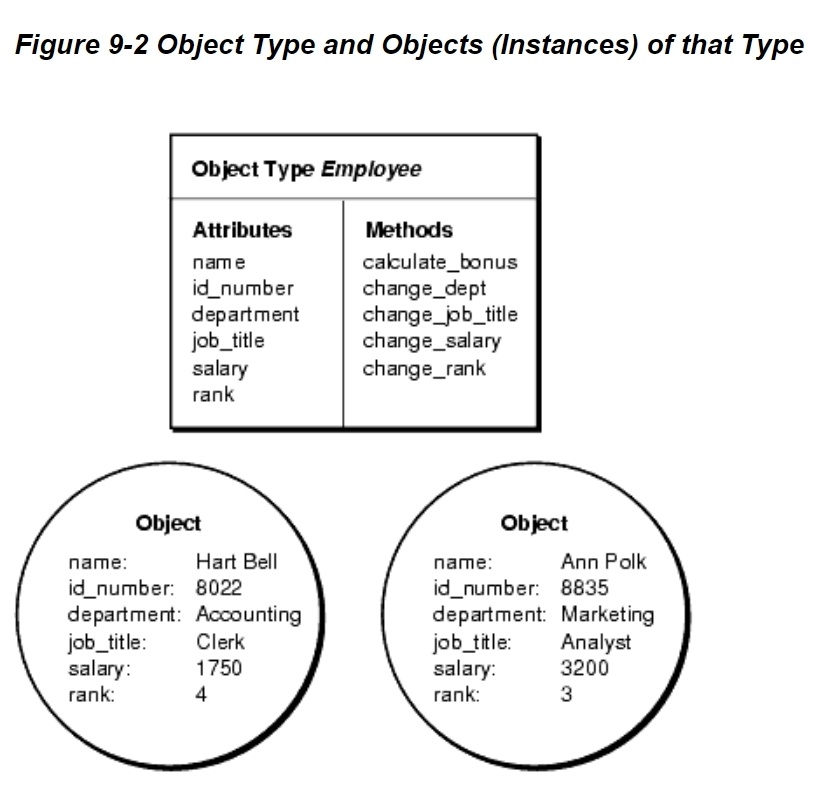 Figure 9-2 Object Type and Objects (Instances) of that Type
Object Type Employee
Attributes
name
id_number
department
job_title
salary
rank
Methods
calculate_bonus
change_dept
change_job_title
change_salary
change_rank
Object
name: Hart Bell
id_number: 8022
department: Accounting
job_title: Clerk
salary: 1750
rank: 4
Object
name: Ann Polk
id_number: 8835
department: Marketing
job_title: Analyst
salary: 3200
rank: 3